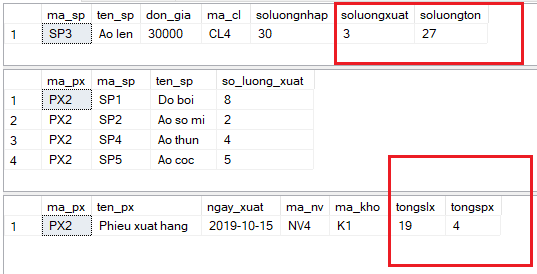 ma_sp ten_sp don_gia ma_cl soluongnhap soluongxuat soluongton
1 SP3 Ao len 30000 CL4 30 3 27
ma_px ma_sp ten_sp so_luong_xuat
1 PX2 SP1 Do boi 8
2 PX2 SP2 Ao so mi 2
3 PX2 SP4 Ao thun 4
4 PX2 SP5 Ao coc 5
ma_px ten_px ngay_xuat ma_nv ma_kho tongslx tongspx
1 PX2 Phieu xuat hang 2019-10-15 NV4 K1 19 4